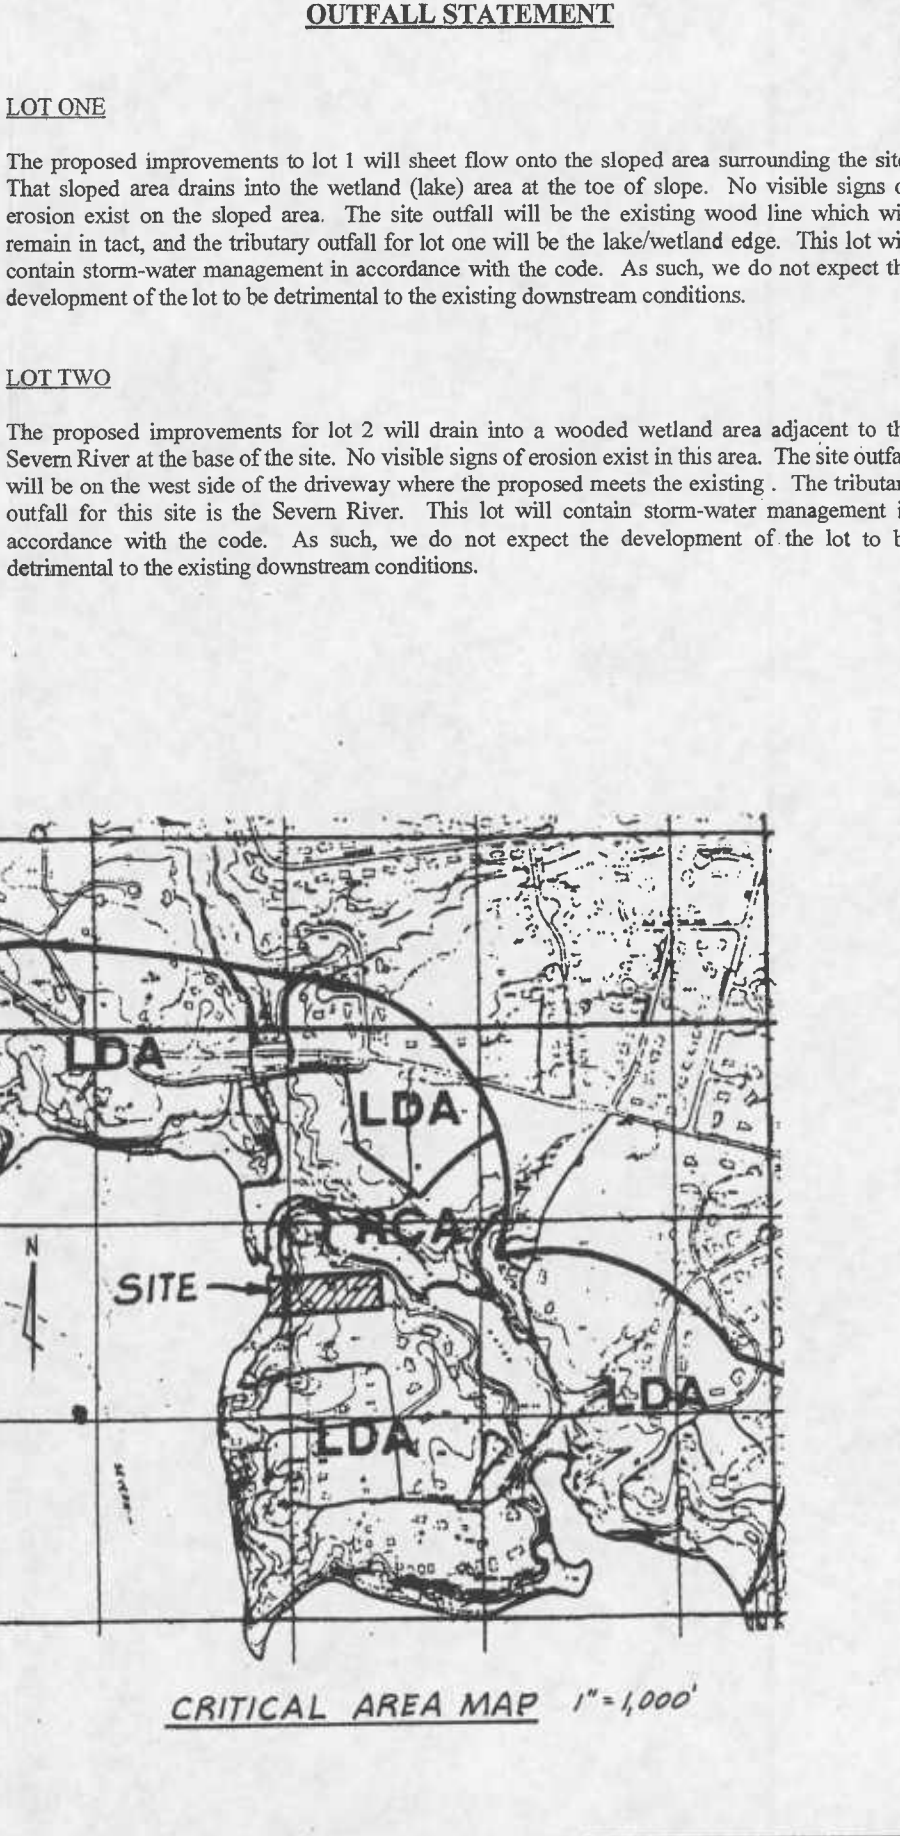 OUTFALL STATEMENT
LOT ONE
The proposed improvements to lot 1 will sheet flow onto the sloped area surrounding the site
That sloped area drains into the wetland (lake) area at the toe of slope. No visible signs
erosion exist on the sloped area. The site outfall will be the existing wood line which
remain in tact, and the tributary outfall for lot one will be the lake/wetland edge. This lot
contain storm-water management in accordance with the code. As such, we do not expect
development of the lot to be detrimental to the existing downstream conditions.
LOT TWO
The proposed improvements for lot 2 will drain into a wooded wetland area adjacent to
Severn River at the base of the site. No visible signs of erosion exist in this area. The site
will be on the west side of the driveway where the proposed meets the existing . The
outfall for this site is the Severn River. This lot will contain storm-water management
accordance with the code. As such, we do not expect the development of the lot to
detrimental to the existing downstream conditions.
LDA
LDA
RCA
N
SITE
LDA
LDA
CRITICAL AREA MAP 1"=1,000'